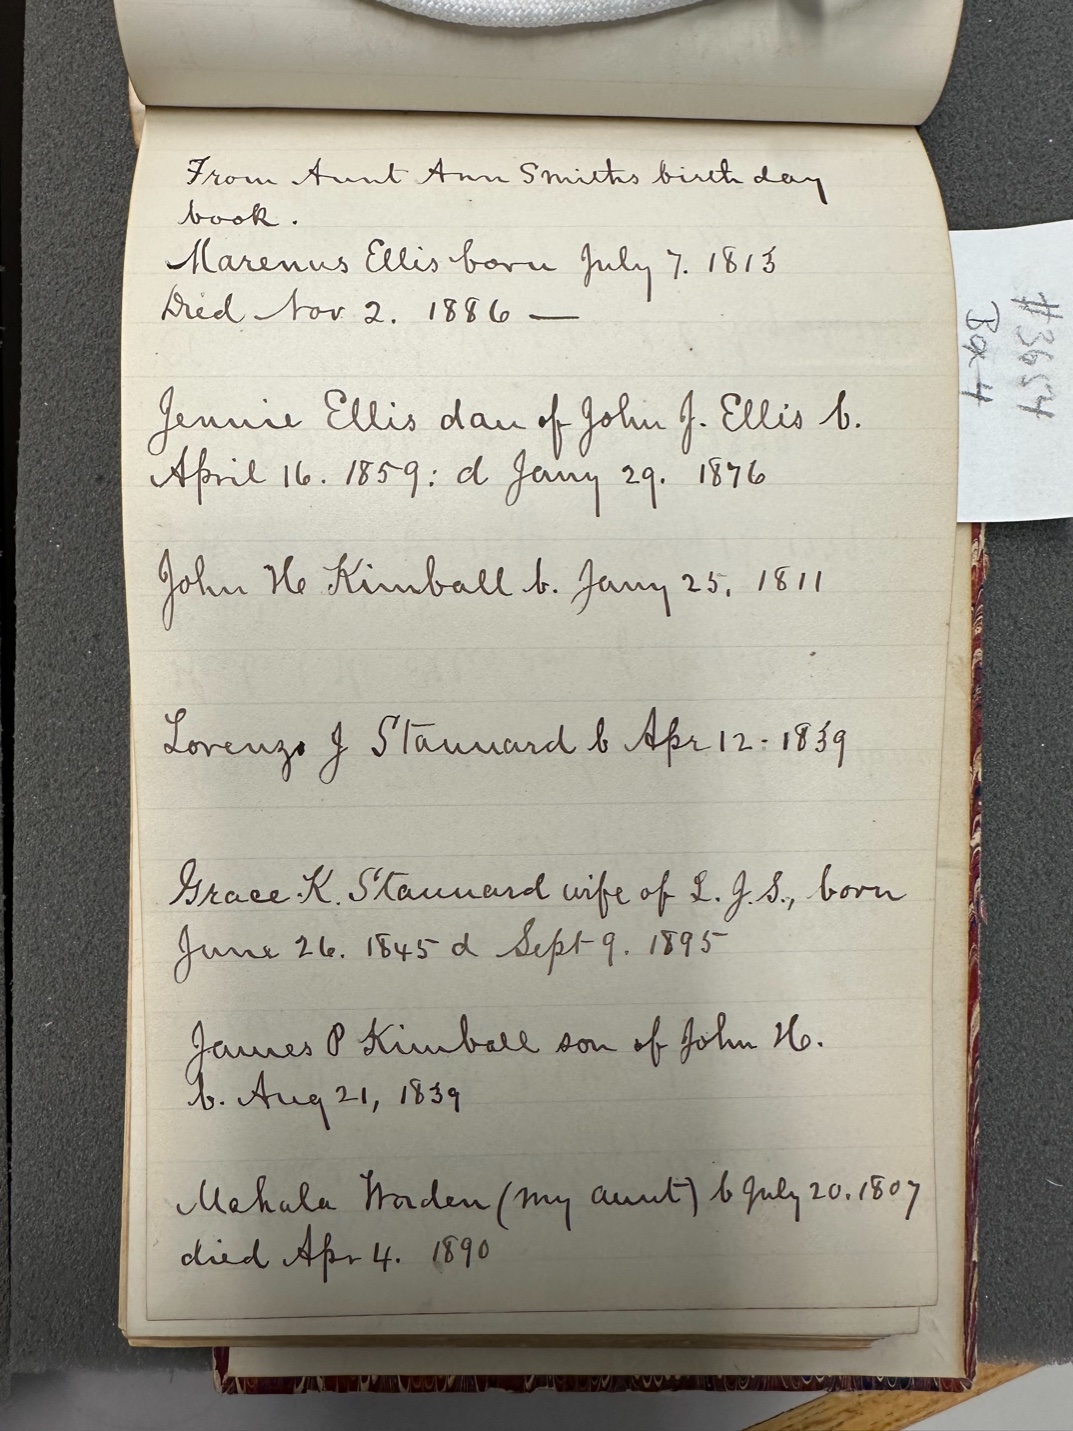 From Aunt Ann Smiths birth day
book.
Marenus Ellis born July 7. 1813
Died Nov 2. 1886 —
Jennie Ellis dau of John J. Ellis b.
April 16. 1859: d Jany 29. 1876
John H Kimball b. Jany 25, 1811
Lorenzo J Stannard b Apr 12-1839
Grace K. Stannard wife of L. J. S., born
June 26. 1845 d Sept 9. 1895
James P Kimball son of John H.
b. Aug 21, 1839
Mahala Worden (my aunt) b July 20. 1807
died Apr 4. 1890
#3654
Box 4